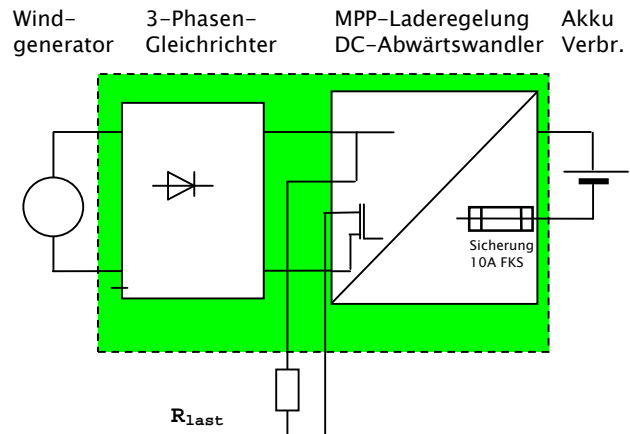 Wind-
generator
3-Phasen-
Gleichrichter
MPP-Laderegelung
DC-Abwärtswandler
Akku
Verbr.
Sicherung
10A FKS
Rlast